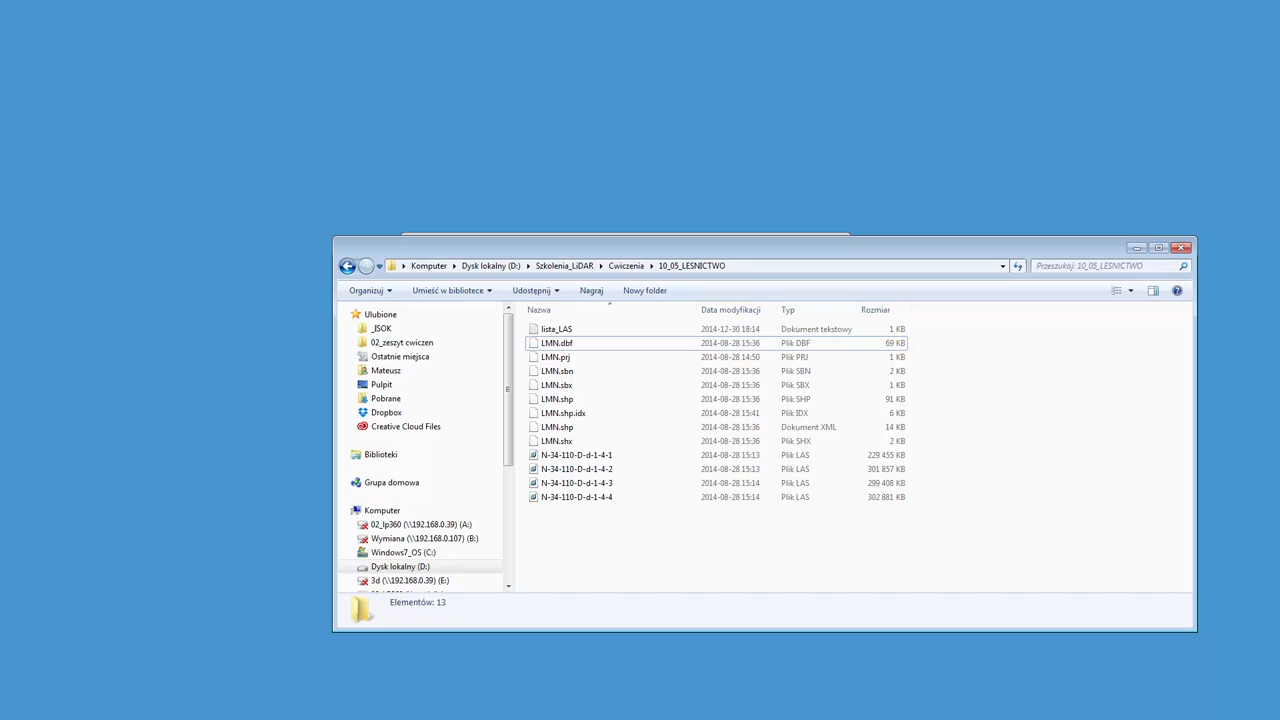 Komputer ▸ Dysk lokalny (D:) ▸ Szkolenia_LiDAR ▸ Cwiczenia ▸ 10_05_LESNICTWO
Przeszukaj: 10_05_LESNICTWO
Organizuj Umieść w bibliotece Udostępnij Nagraj Nowy folder
Ulubione
_ISOK
02_zeszyt cwiczen
Ostatnie miejsca
Mateusz
Pulpit
Pobrane
Dropbox
Creative Cloud Files
Biblioteki
Grupa domowa
Komputer
02_lp360 (\\192.168.0.39) (A:)
Wymiana (\\192.168.0.107) (B:)
Windows7_OS (C:)
Dysk lokalny (D:)
3d (\\192.168.0.39) (E:)
Nazwa Data modyfikacji Typ Rozmiar
lista_LAS 2014-12-30 18:14 Dokument tekstowy 1 KB
LMN.dbf 2014-08-28 15:36 Plik DBF 69 KB
LMN.prj 2014-08-28 14:50 Plik PRJ 1 KB
LMN.sbn 2014-08-28 15:36 Plik SBN 2 KB
LMN.sbx 2014-08-28 15:36 Plik SBX 1 KB
LMN.shp 2014-08-28 15:36 Plik SHP 91 KB
LMN.shp.idx 2014-08-28 15:41 Plik IDX 6 KB
LMN.shp 2014-08-28 15:36 Dokument XML 14 KB
LMN.shx 2014-08-28 15:36 Plik SHX 2 KB
N-34-110-D-d-1-4-1 2014-08-28 15:13 Plik LAS 229 455 KB
N-34-110-D-d-1-4-2 2014-08-28 15:13 Plik LAS 301 857 KB
N-34-110-D-d-1-4-3 2014-08-28 15:14 Plik LAS 299 408 KB
N-34-110-D-d-1-4-4 2014-08-28 15:14 Plik LAS 302 881 KB
Elementów: 13